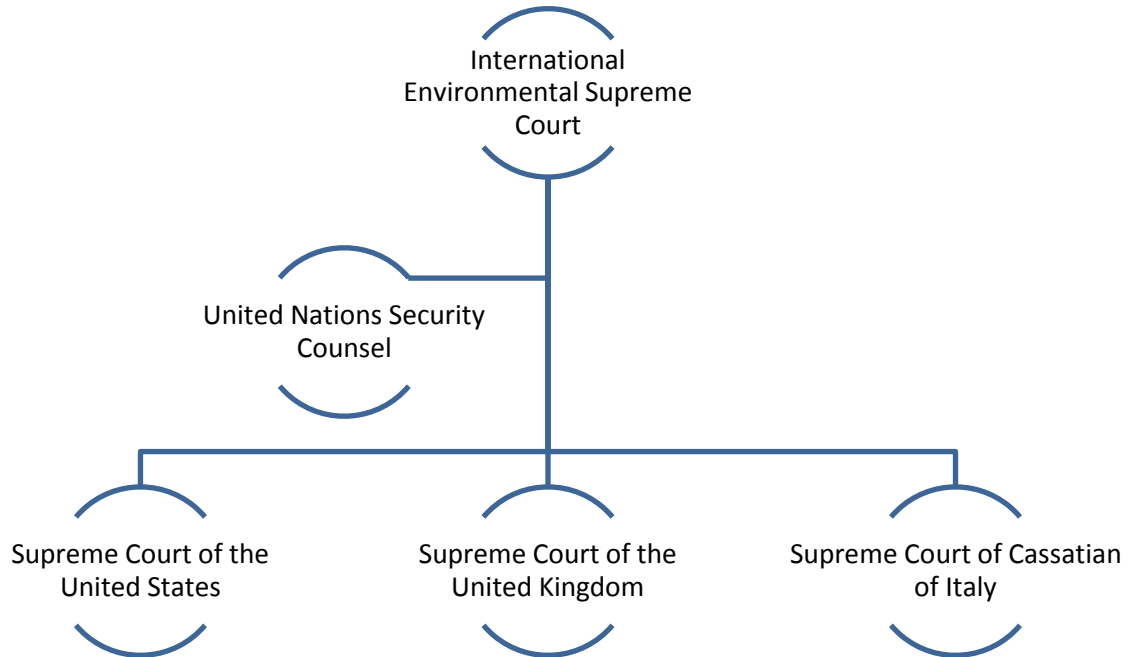 International
Environmental Supreme
Court
United Nations Security
Counsel
Supreme Court of the
United States
Supreme Court of the
United Kingdom
Supreme Court of Cassatian
of Italy